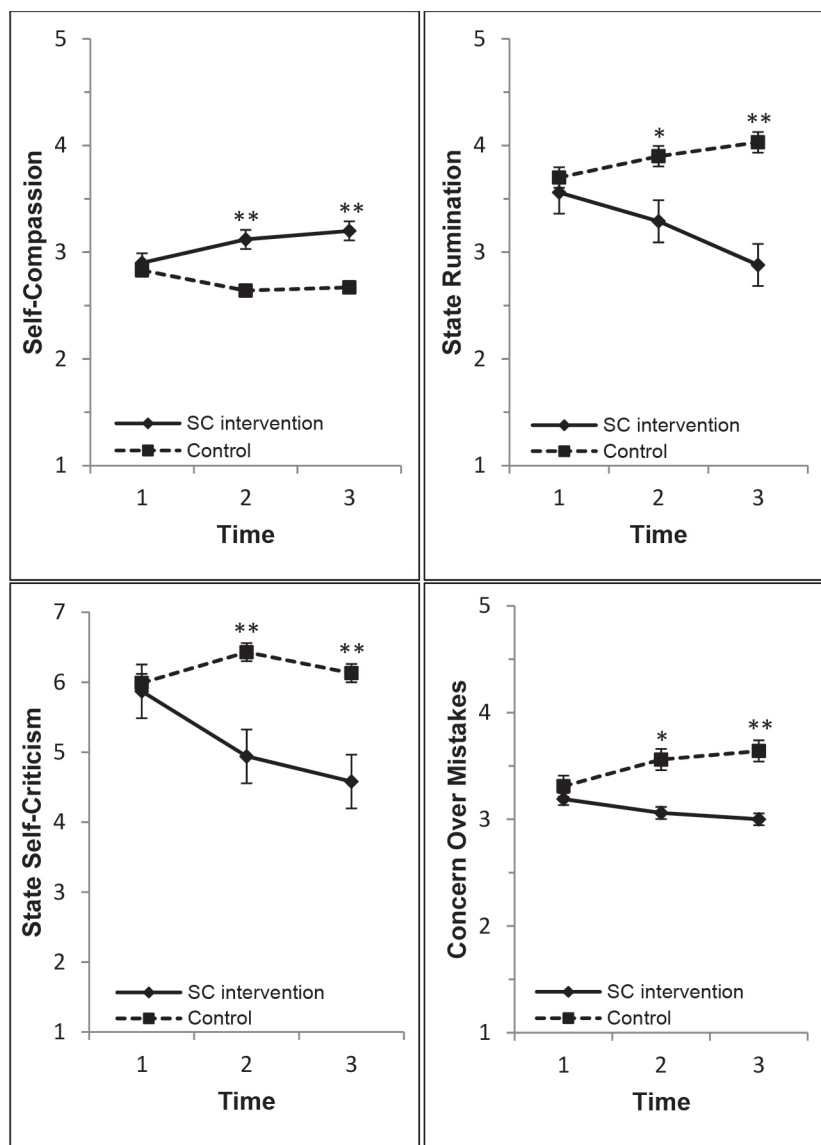 Self-Compassion
5
4
3
2
1
** **
SC intervention
Control
1 2 3
Time
State Rumination
5
4
3
2
1
* **
SC intervention
Control
1 2 3
Time
State Self-Criticism
7
6
5
4
3
2
1
** **
SC intervention
Control
1 2 3
Time
Concern Over Mistakes
5
4
3
2
1
* **
SC intervention
Control
1 2 3
Time